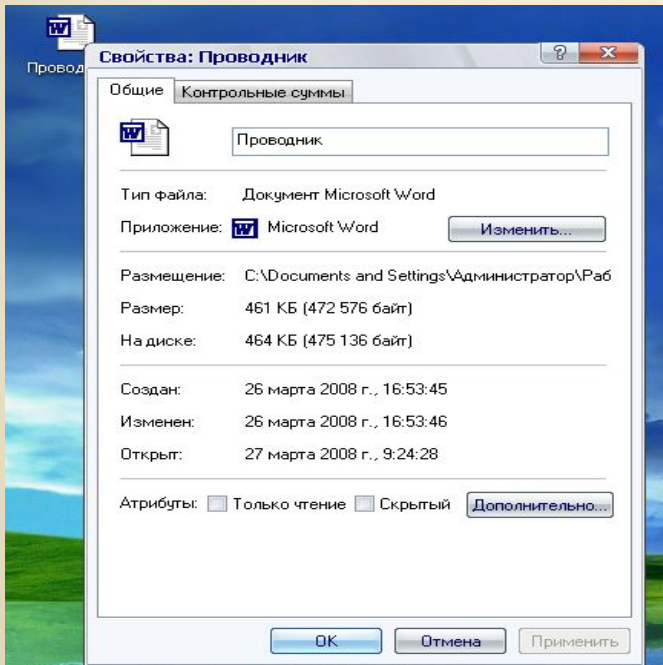 Провод
Свойства: Проводник
Общие Контрольные суммы
Проводник
Тип файла: Документ Microsoft Word
Приложение: Microsoft Word Изменить...
Размещение: C:\Documents and Settings\Администратор\Раб
Размер: 461 КБ (472 576 байт)
На диске: 464 КБ (475 136 байт)
Создан: 26 марта 2008 г., 16:53:45
Изменен: 26 марта 2008 г., 16:53:46
Открыт: 27 марта 2008 г., 9:24:28
Атрибуты: Только чтение Скрытый Дополнительно...
OK Отмена Применить